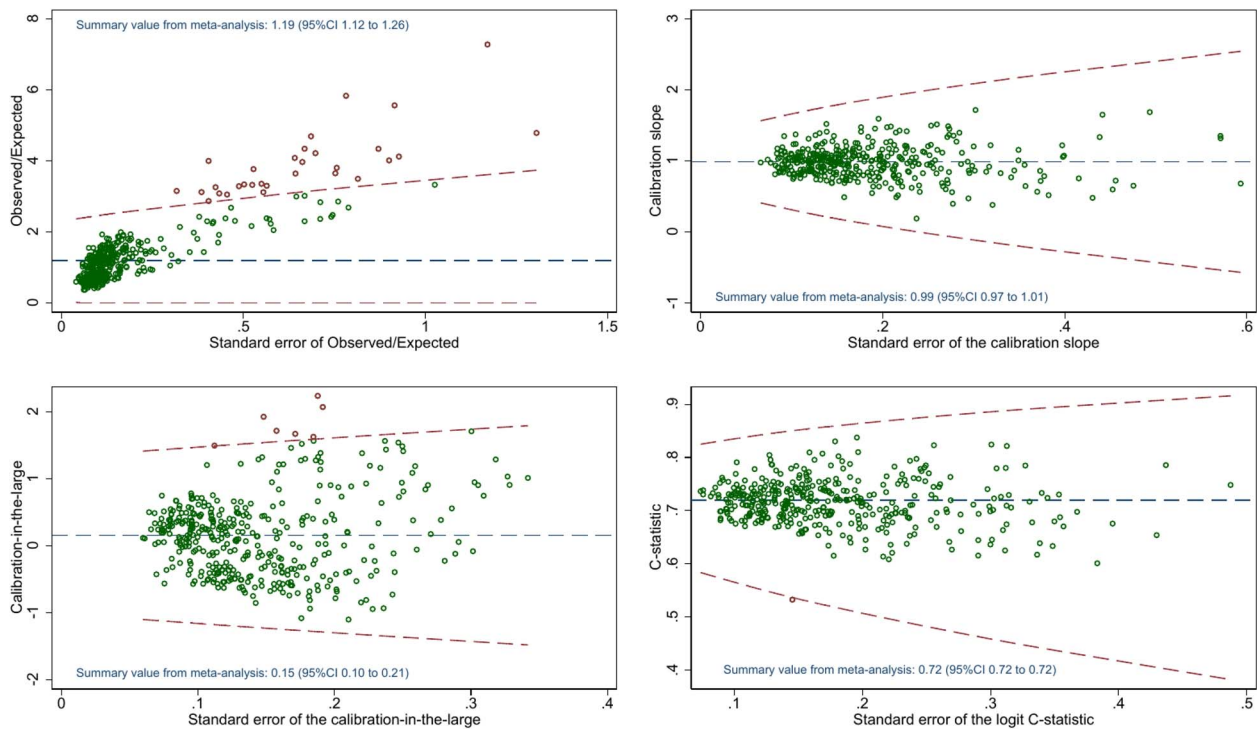 Summary value from meta-analysis: 1.19 (95%CI 1.12 to 1.26)
Observed/Expected
8
6
4
2
0
0 .5 1 1.5
Standard error of Observed/Expected
Calibration slope
3
2
1
0
-1
Summary value from meta-analysis: 0.99 (95%CI 0.97 to 1.01)
0 .2 .4 .6
Standard error of the calibration slope
Calibration-in-the-large
2
1
0
-1
-2
Summary value from meta-analysis: 0.15 (95%CI 0.10 to 0.21)
0 .1 .2 .3 .4
Standard error of the calibration-in-the-large
C-statistic
.9
.8
.7
.6
.5
.4
Summary value from meta-analysis: 0.72 (95%CI 0.72 to 0.72)
.1 .2 .3 .4 .5
Standard error of the logit C-statistic